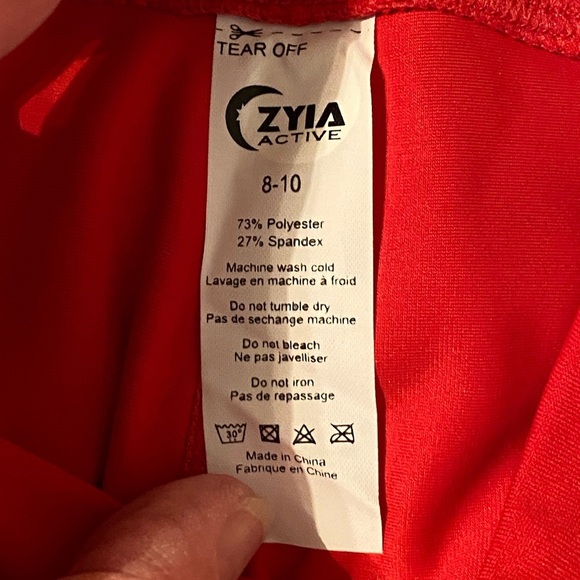 TEAR OFF
ZYIA
ACTIVE
8-10
73% Polyester
27% Spandex
Machine wash cold
Lavage en machine à froid
Do not tumble dry
Pas de sechange machine
Do not bleach
Ne pas javelliser
Do not iron
Pas de repassage
30°
Made in China
Fabrique en Chine